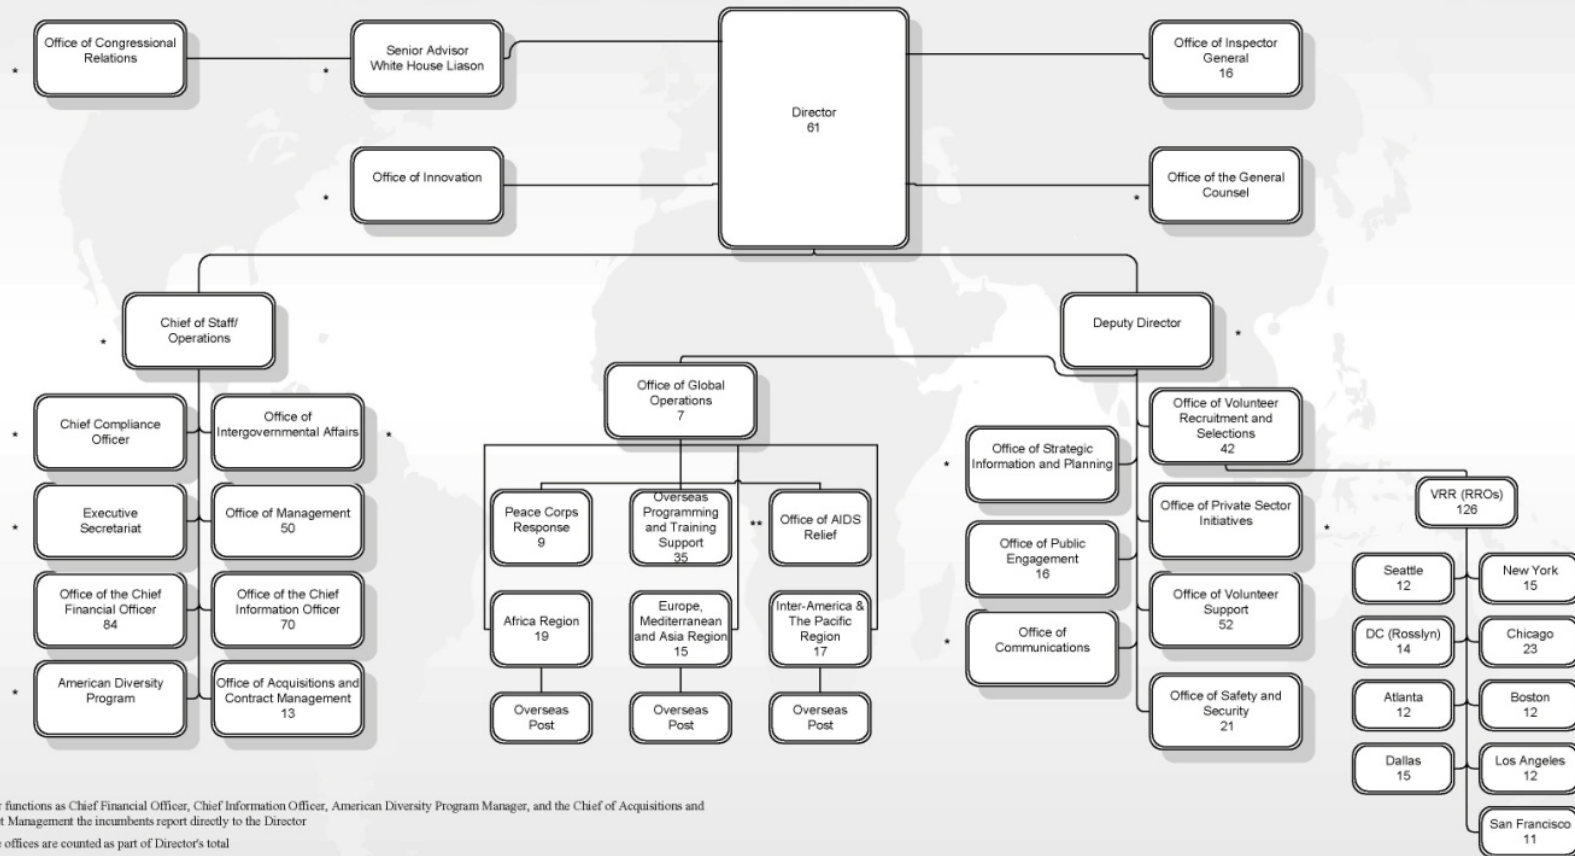 Office of Congressional
Relations
*
Senior Advisor
White House Liason
*
Director
61
Office of Inspector
General
16
Office of Innovation
*
Office of the General
Counsel
*
Chief of Staff/
Operations
*
Deputy Director
*
Chief Compliance
Officer
*
Office of
Intergovernmental Affairs
*
Executive
Secretariat
*
Office of Management
50
Office of the Chief
Financial Officer
84
Office of the Chief
Information Officer
70
American Diversity
Program
*
Office of Acquisitions and
Contract Management
13
Office of Global
Operations
7
Peace Corps
Response
9
Overseas
Programming
and Training
Support
35
**
Office of AIDS
Relief
Africa Region
19
Europe,
Mediterranean
and Asia Region
15
Inter-America &
The Pacific
Region
17
Overseas
Post
Overseas
Post
Overseas
Post
Office of Volunteer
Recruitment and
Selections
42
Office of Strategic
Information and Planning
*
Office of Private Sector
Initiatives
*
Office of Public
Engagement
16
Office of Volunteer
Support
52
Office of
Communications
*
Office of Safety and
Security
21
VRR (RROs)
126
Seattle
12
New York
15
DC (Rosslyn)
14
Chicago
23
Atlanta
12
Boston
12
Dallas
15
Los Angeles
12
San Francisco
11
functions as Chief Financial Officer, Chief Information Officer, American Diversity Program Manager, and the Chief of Acquisitions and
Management the incumbents report directly to the Director
offices are counted as part of Director's total